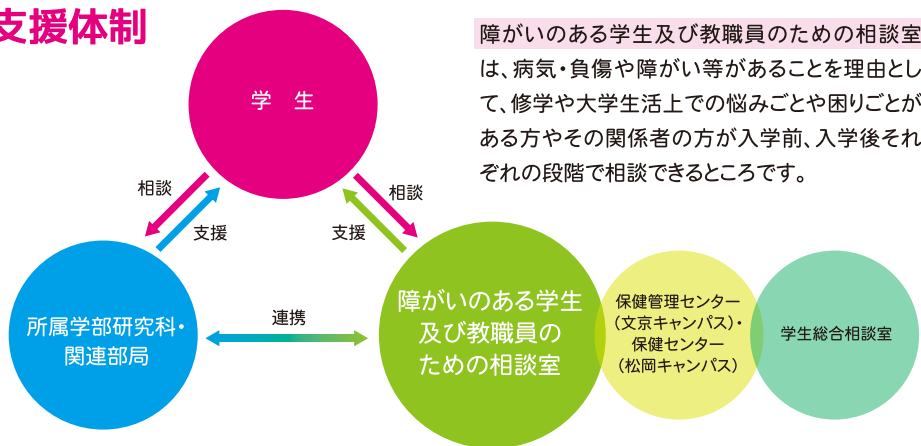 支援体制
障がいのある学生及び教職員のための相談室
は、病気・負傷や障がい等があることを理由とし
て、修学や大学生活上での悩みごとや困りごとが
ある方やその関係者の方が入学前、入学後それ
ぞれの段階で相談できるところです。
学　生
相談
支援
支援
相談
所属学部研究科・
関連部局
連携
障がいのある学生
及び教職員の
ための相談室
保健管理センター
(文京キャンパス)・
保健センター
(松岡キャンパス)
学生総合相談室